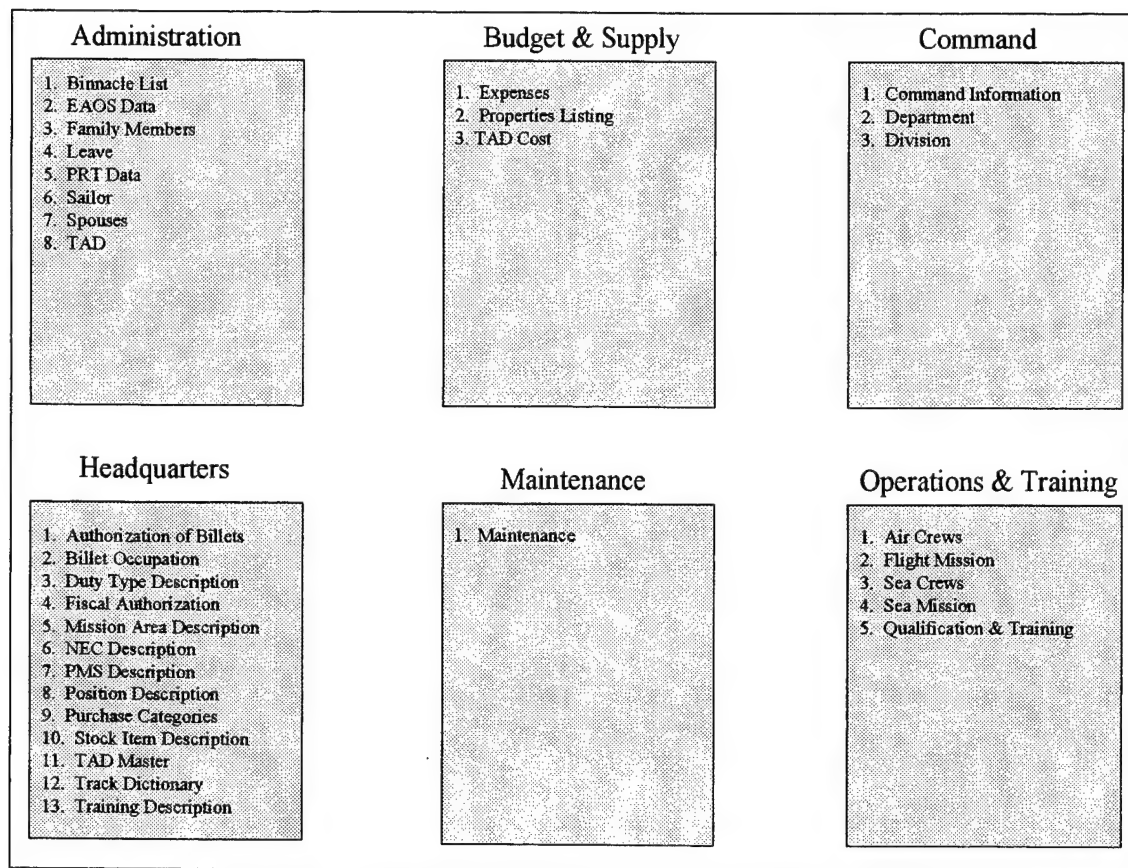 Administration
1. Binnacle List
2. EAOS Data
3. Family Members
4. Leave
5. PRT Data
6. Sailor
7. Spouses
8. TAD
Budget & Supply
1. Expenses
2. Properties Listing
3. TAD Cost
Command
1. Command Information
2. Department
3. Division
Headquarters
1. Authorization of Billets
2. Billet Occupation
3. Duty Type Description
4. Fiscal Authorization
5. Mission Area Description
6. NEC Description
7. PMS Description
8. Position Description
9. Purchase Categories
10. Stock Item Description
11. TAD Master
12. Track Dictionary
13. Training Description
Maintenance
1. Maintenance
Operations & Training
1. Air Crews
2. Flight Mission
3. Sea Crews
4. Sea Mission
5. Qualification & Training